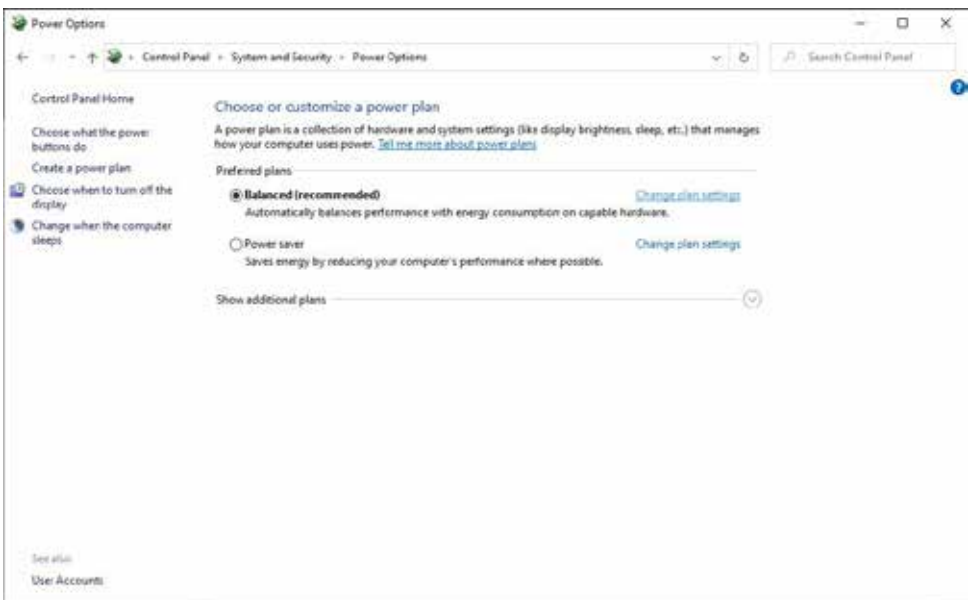 Power Options
Control Panel
System and Security
Power Options
Search Control Panel
Control Panel Home
Choose what the power
buttons do
Create a power plan
Choose when to turn off the
display
Change when the computer
sleeps
Choose or customize a power plan
A power plan is a collection of hardware and system settings (like display brightness, sleep, etc.) that manages
how your computer uses power. Tell me more about power plans
Preferred plans
Balanced (recommended)
Change plan settings
Automatically balances performance with energy consumption on capable hardware.
Power saver
Change plan settings
Saves energy by reducing your computer's performance where possible.
Show additional plans
See also
User Accounts